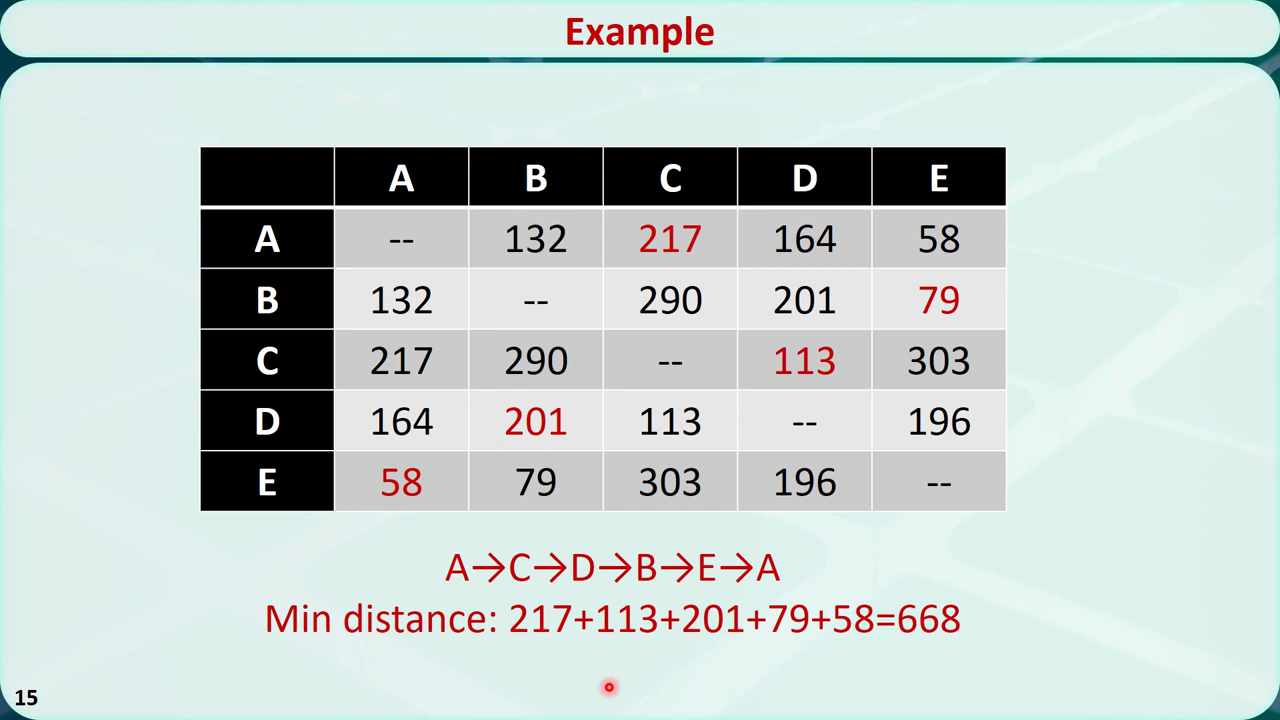 Example
A B C D E
A -- 132 217 164 58
B 132 -- 290 201 79
C 217 290 -- 113 303
D 164 201 113 -- 196
E 58 79 303 196 --
A→C→D→B→E→A
Min distance: 217+113+201+79+58=668
15